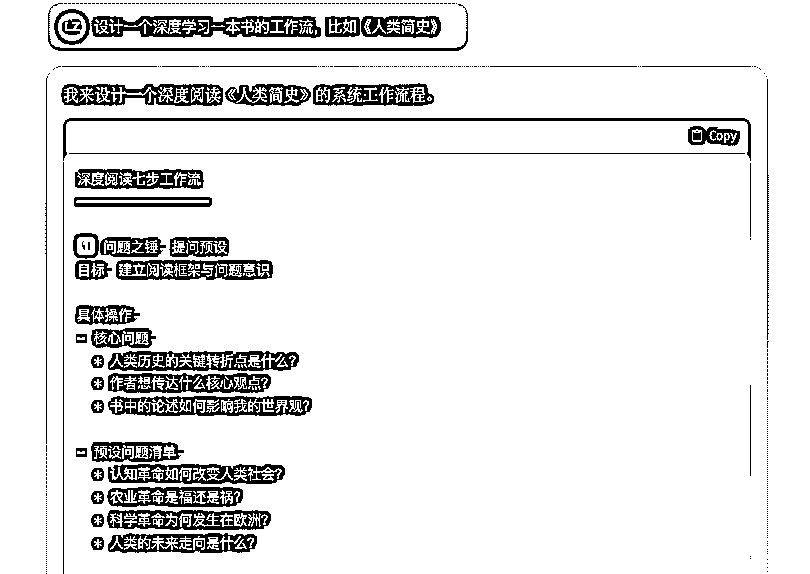 LZ 设计一个深度学习一本书的工作流，比如《人类简史》
我来设计一个深度阅读《人类简史》的系统工作流程。
Copy
深度阅读七步工作流
问题之锤- 提问预设
目标- 建立阅读框架与问题意识
具体操作-
- 核心问题-
* 人类历史的关键转折点是什么?
* 作者想传达什么核心观点?
* 书中的论述如何影响我的世界观?
- 预设问题清单-
* 认知革命如何改变人类社会?
* 农业革命是福还是祸?
* 科学革命为何发生在欧洲?
* 人类的未来走向是什么?